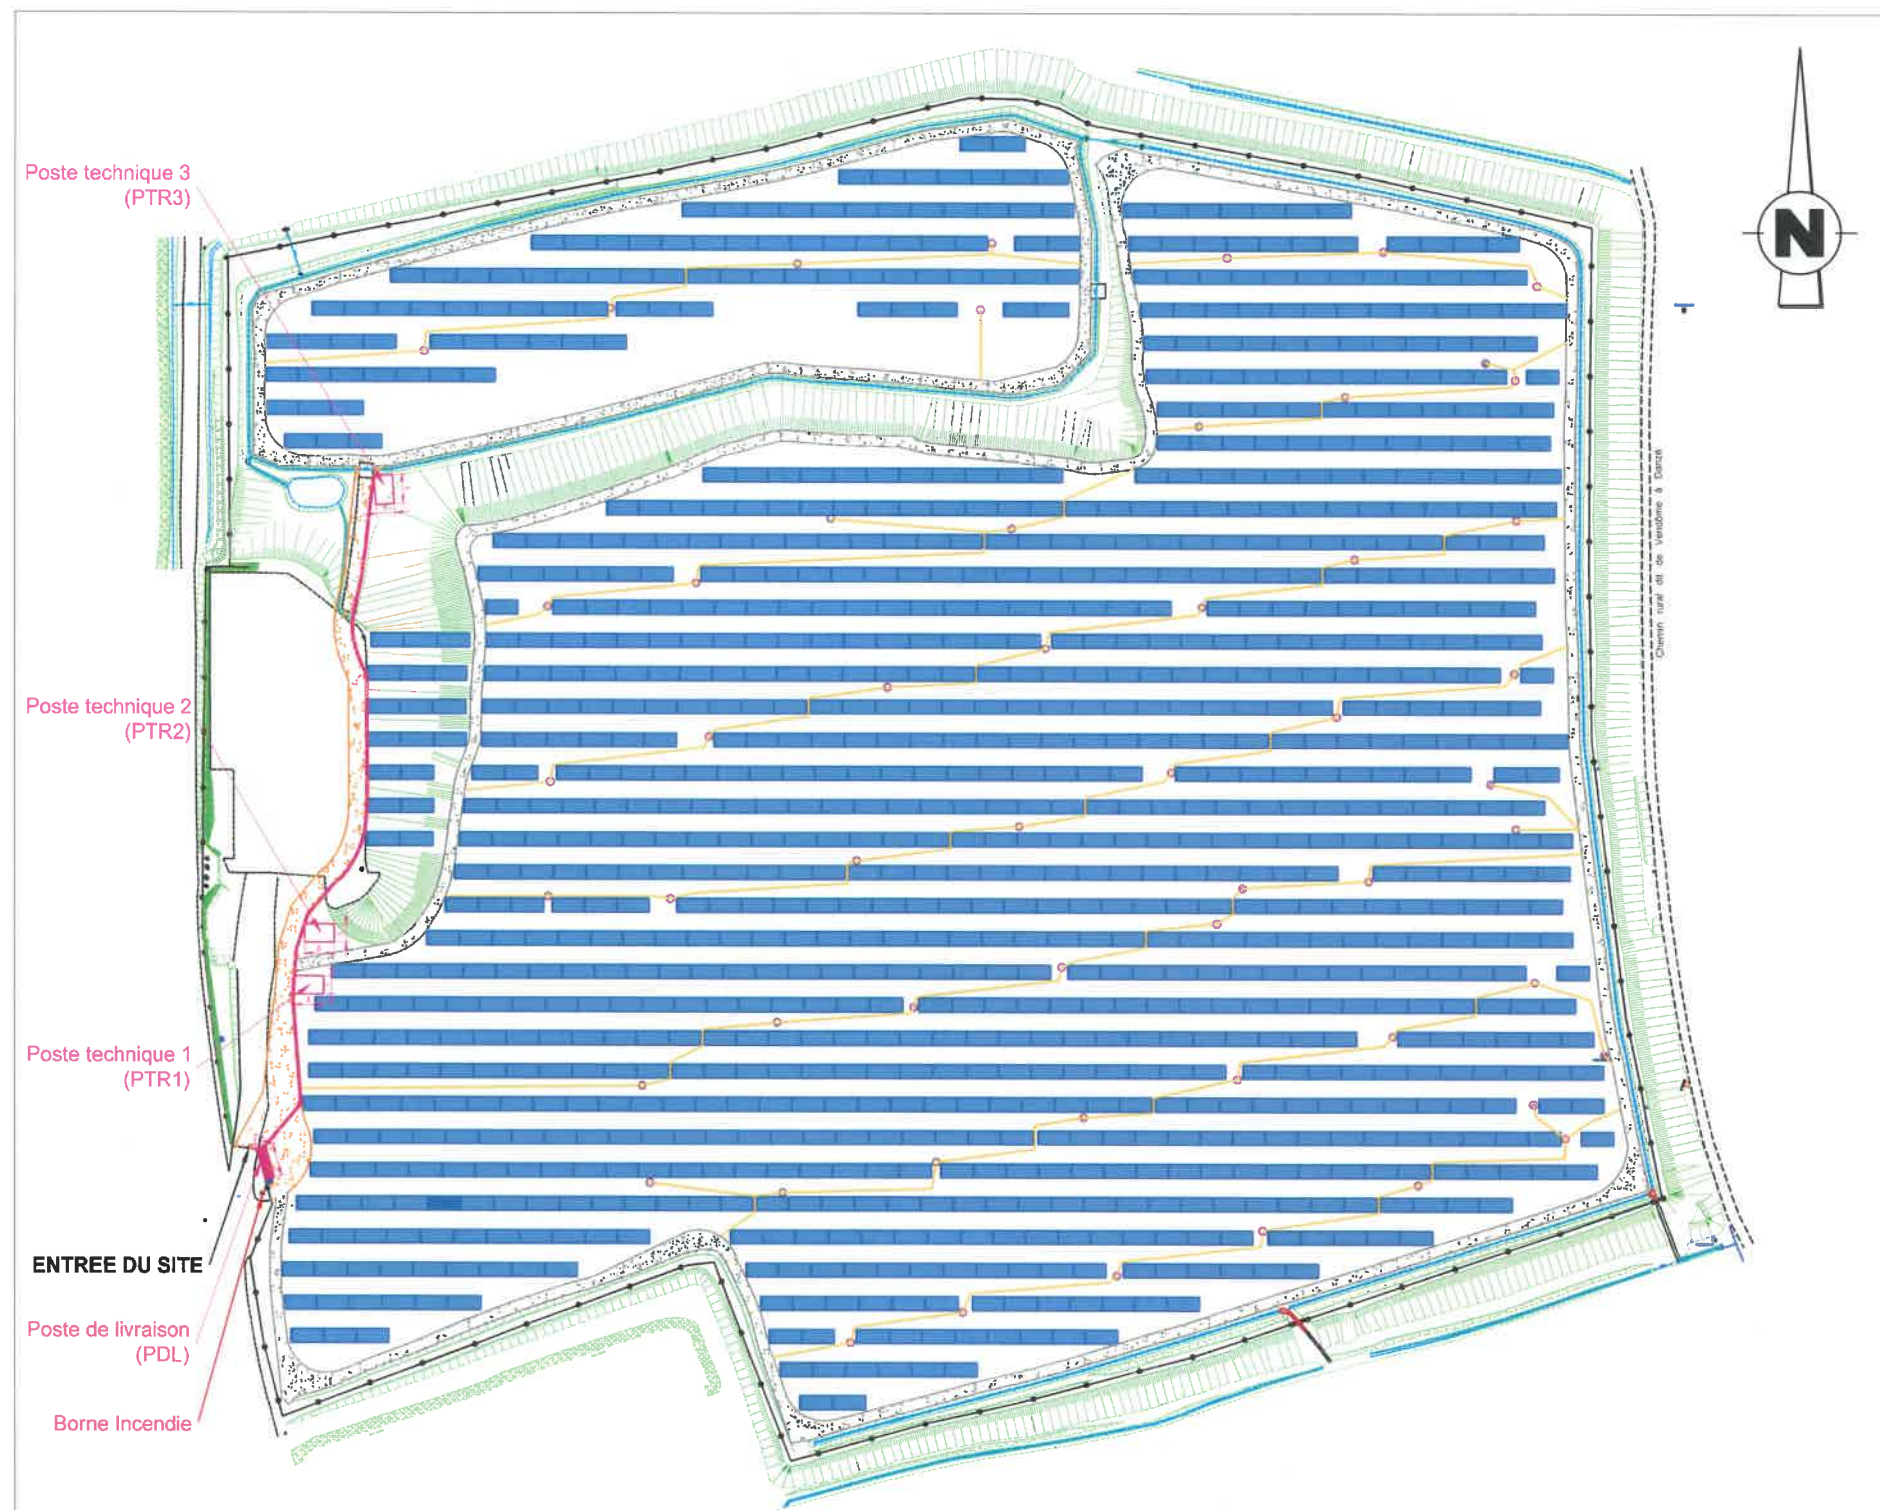 Poste technique 3
(PTR3)
N
Chemin rural dit de Vendôme à Danzé
Poste technique 2
(PTR2)
Poste technique 1
(PTR1)
ENTREE DU SITE
Poste de livraison
(PDL)
Borne Incendie